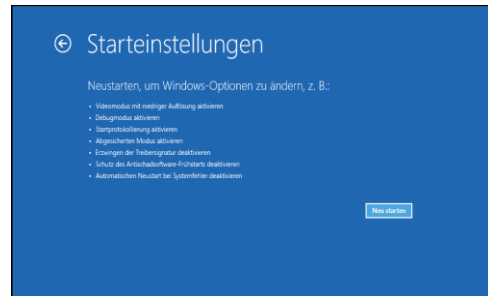 Starteinstellungen
Neustarten, um Windows-Optionen zu ändern, z. B.:
• Videomodus mit niedriger Auflösung aktivieren
• Debugmodus aktivieren
• Startprotokollierung aktivieren
• Abgesicherten Modus aktivieren
• Erzwingen der Treibersignatur deaktivieren
• Schutz des Antischadsoftware-Frühstarts deaktivieren
• Automatischen Neustart bei Systemfehler deaktivieren
Neu starten